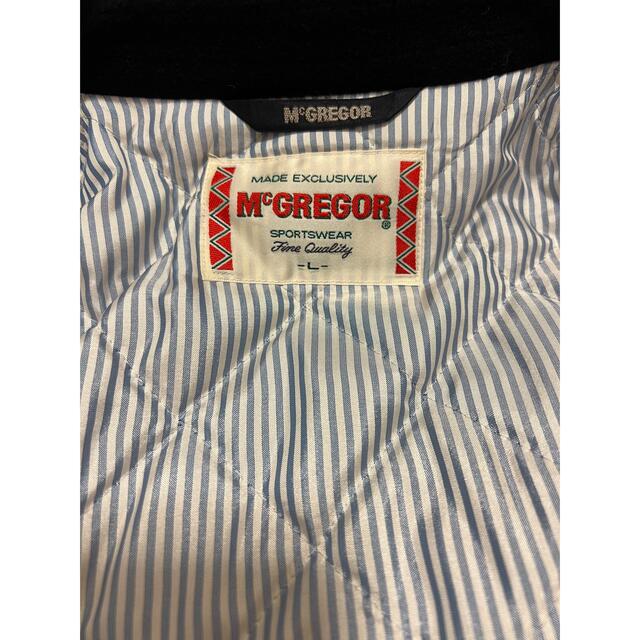 McGREGOR
MADE EXCLUSIVELY
McGREGOR®
SPORTSWEAR
Fine Quality
-L-